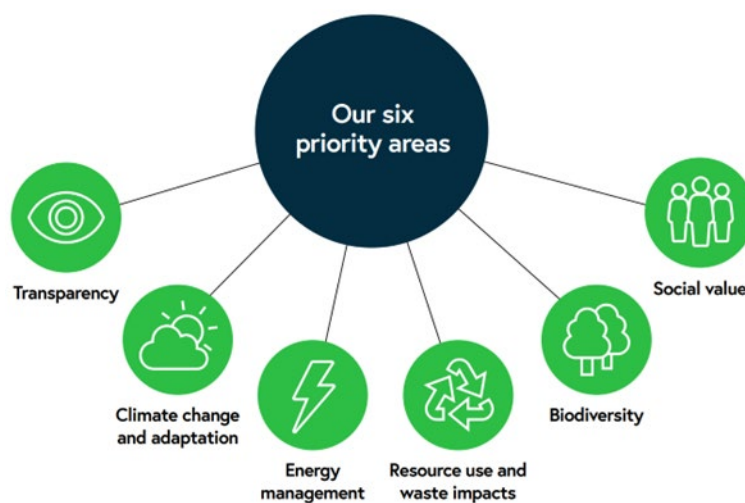 Our six
priority areas
Transparency
Climate change
and adaptation
Energy
management
Resource use and
waste impacts
Biodiversity
Social value